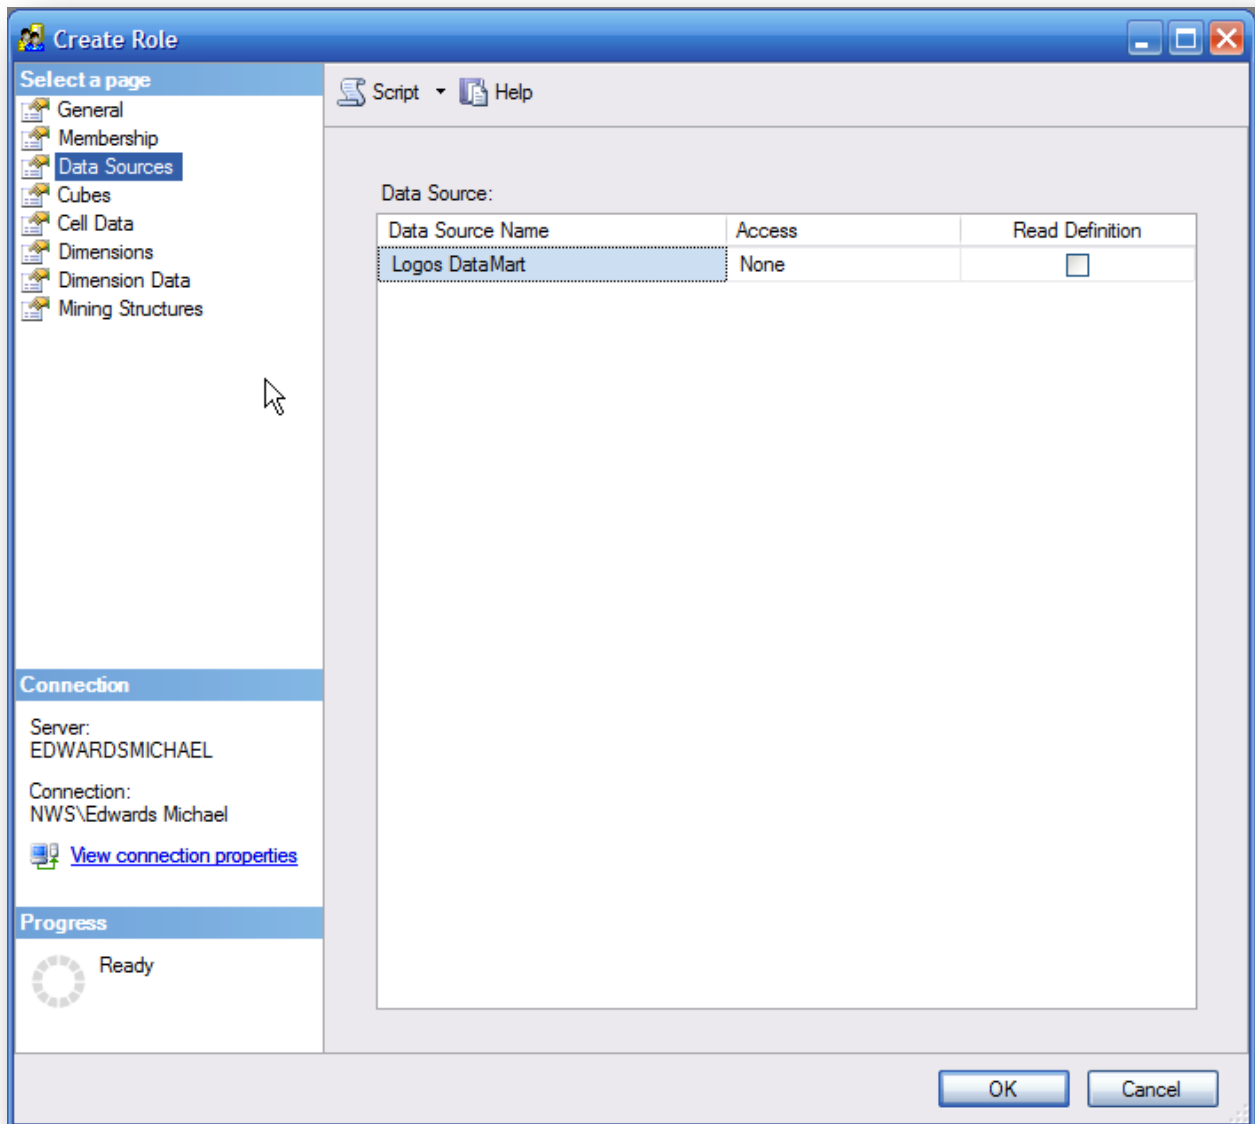 Create Role
Select a page
General
Membership
Data Sources
Cubes
Cell Data
Dimensions
Dimension Data
Mining Structures
Script
Help
Data Source:
Data Source Name Access Read Definition
Logos DataMart None
Connection
Server:
EDWARDSMICHAEL
Connection:
NWS\Edwards Michael
View connection properties
Progress
Ready
OK
Cancel